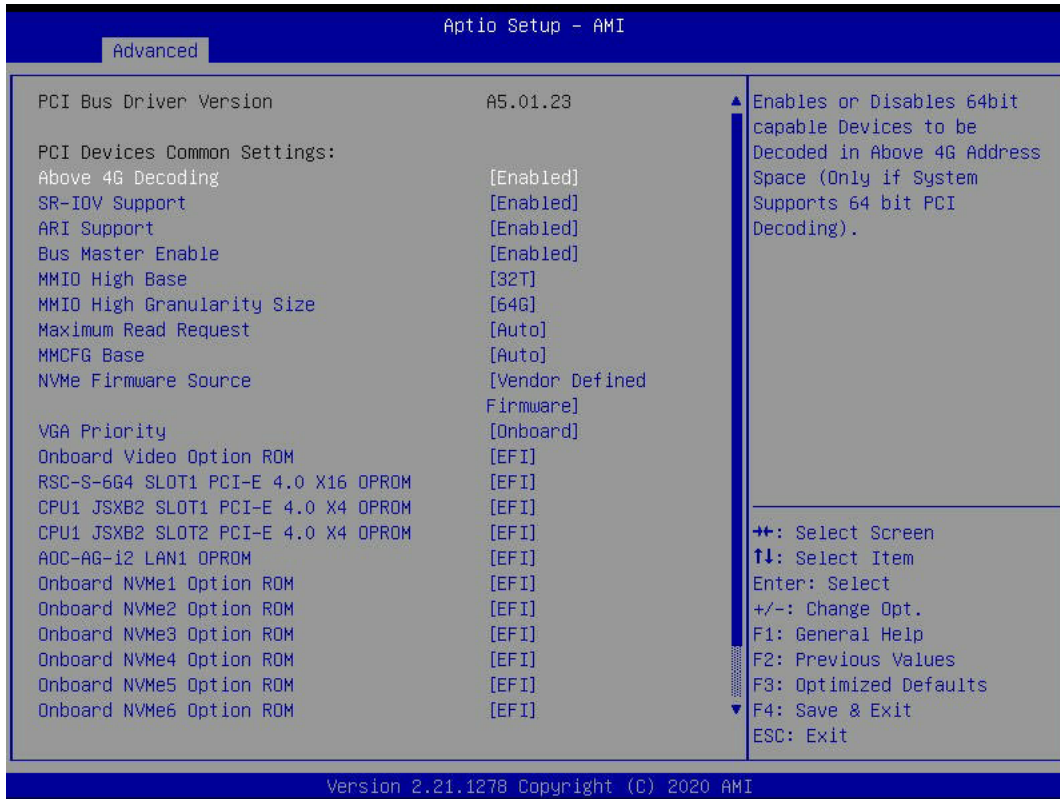 Aptio Setup – AMI
Advanced
PCI Bus Driver Version A5.01.23
PCI Devices Common Settings:
Above 4G Decoding [Enabled]
SR-IOV Support [Enabled]
ARI Support [Enabled]
Bus Master Enable [Enabled]
MMIO High Base [32T]
MMIO High Granularity Size [64G]
Maximum Read Request [Auto]
MMCFG Base [Auto]
NVMe Firmware Source [Vendor Defined
Firmware]
VGA Priority [Onboard]
Onboard Video Option ROM [EFI]
RSC-S-6G4 SLOT1 PCI-E 4.0 X16 OPROM [EFI]
CPU1 JSXB2 SLOT1 PCI-E 4.0 X4 OPROM [EFI]
CPU1 JSXB2 SLOT2 PCI-E 4.0 X4 OPROM [EFI]
AOC-AG-i2 LAN1 OPROM [EFI]
Onboard NVMe1 Option ROM [EFI]
Onboard NVMe2 Option ROM [EFI]
Onboard NVMe3 Option ROM [EFI]
Onboard NVMe4 Option ROM [EFI]
Onboard NVMe5 Option ROM [EFI]
Onboard NVMe6 Option ROM [EFI]
Enables or Disables 64bit
capable Devices to be
Decoded in Above 4G Address
Space (Only if System
Supports 64 bit PCI
Decoding).
→←: Select Screen
↑↓: Select Item
Enter: Select
+/-: Change Opt.
F1: General Help
F2: Previous Values
F3: Optimized Defaults
F4: Save & Exit
ESC: Exit
Version 2.21.1278 Copyright (C) 2020 AMI